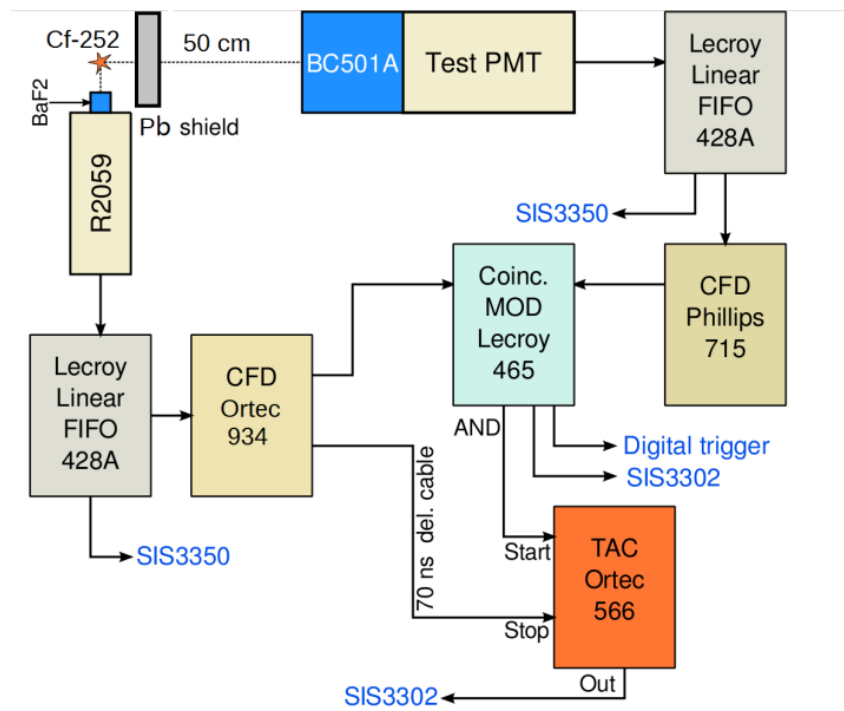 Cf-252
50 cm
BC501A
Test PMT
Lecroy
Linear
FIFO
428A
BaF2
Pb shield
R2059
SIS3350
Coinc.
MOD
Lecroy
465
CFD
Phillips
715
Lecroy
Linear
FIFO
428A
CFD
Ortec
934
AND
Digital trigger
SIS3302
70 ns del. cable
SIS3350
Start
TAC
Ortec
566
Stop
Out
SIS3302